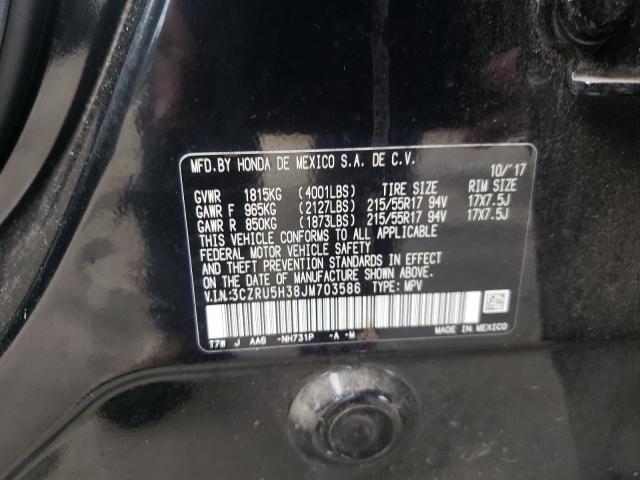 MFD.BY HONDA DE MEXICO S.A. DE C.V. 10/'17
GVWR 1815KG (4001LBS) TIRE SIZE RIM SIZE
GAWR F 965KG (2127LBS) 215/55R17 94V 17X7.5J
GAWR R 850KG (1873LBS) 215/55R17 94V 17X7.5J
THIS VEHICLE CONFORMS TO ALL APPLICABLE
FEDERAL MOTOR VEHICLE SAFETY
AND THEFT PREVENTION STANDARDS IN EFFECT
ON THE DATE OF MANUFACTURE SHOWN ABOVE.
V.I.N:3CZRU5H38JM703586 TYPE: MPV
T7W J AA6 -NH731P -A -M MADE IN MEXICO